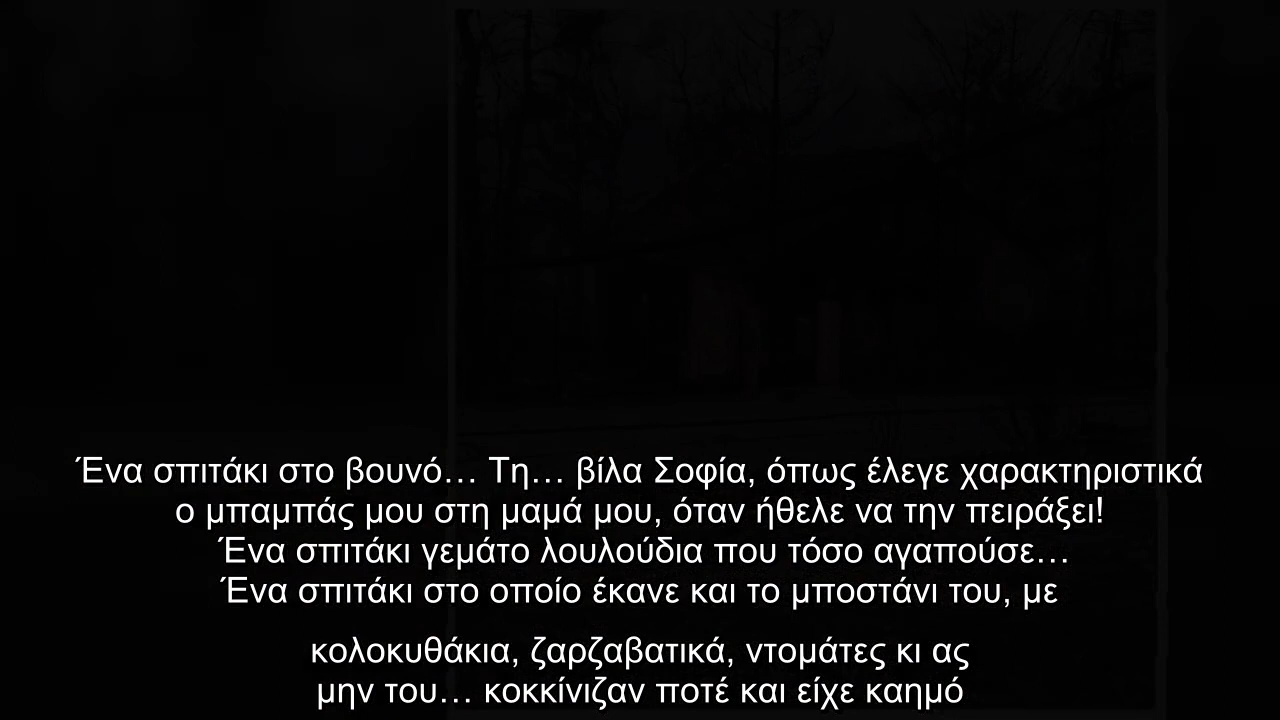 Ένα σπιτάκι στο βουνό… Τη… βίλα Σοφία, όπως έλεγε χαρακτηριστικά
ο μπαμπάς μου στη μαμά μου, όταν ήθελε να την πειράξει!
Ένα σπιτάκι γεμάτο λουλούδια που τόσο αγαπούσε…
Ένα σπιτάκι στο οποίο έκανε και το μποστάνι του, με
κολοκυθάκια, ζαρζαβατικά, ντομάτες κι ας
μην του… κοκκίνιζαν ποτέ και είχε καημό